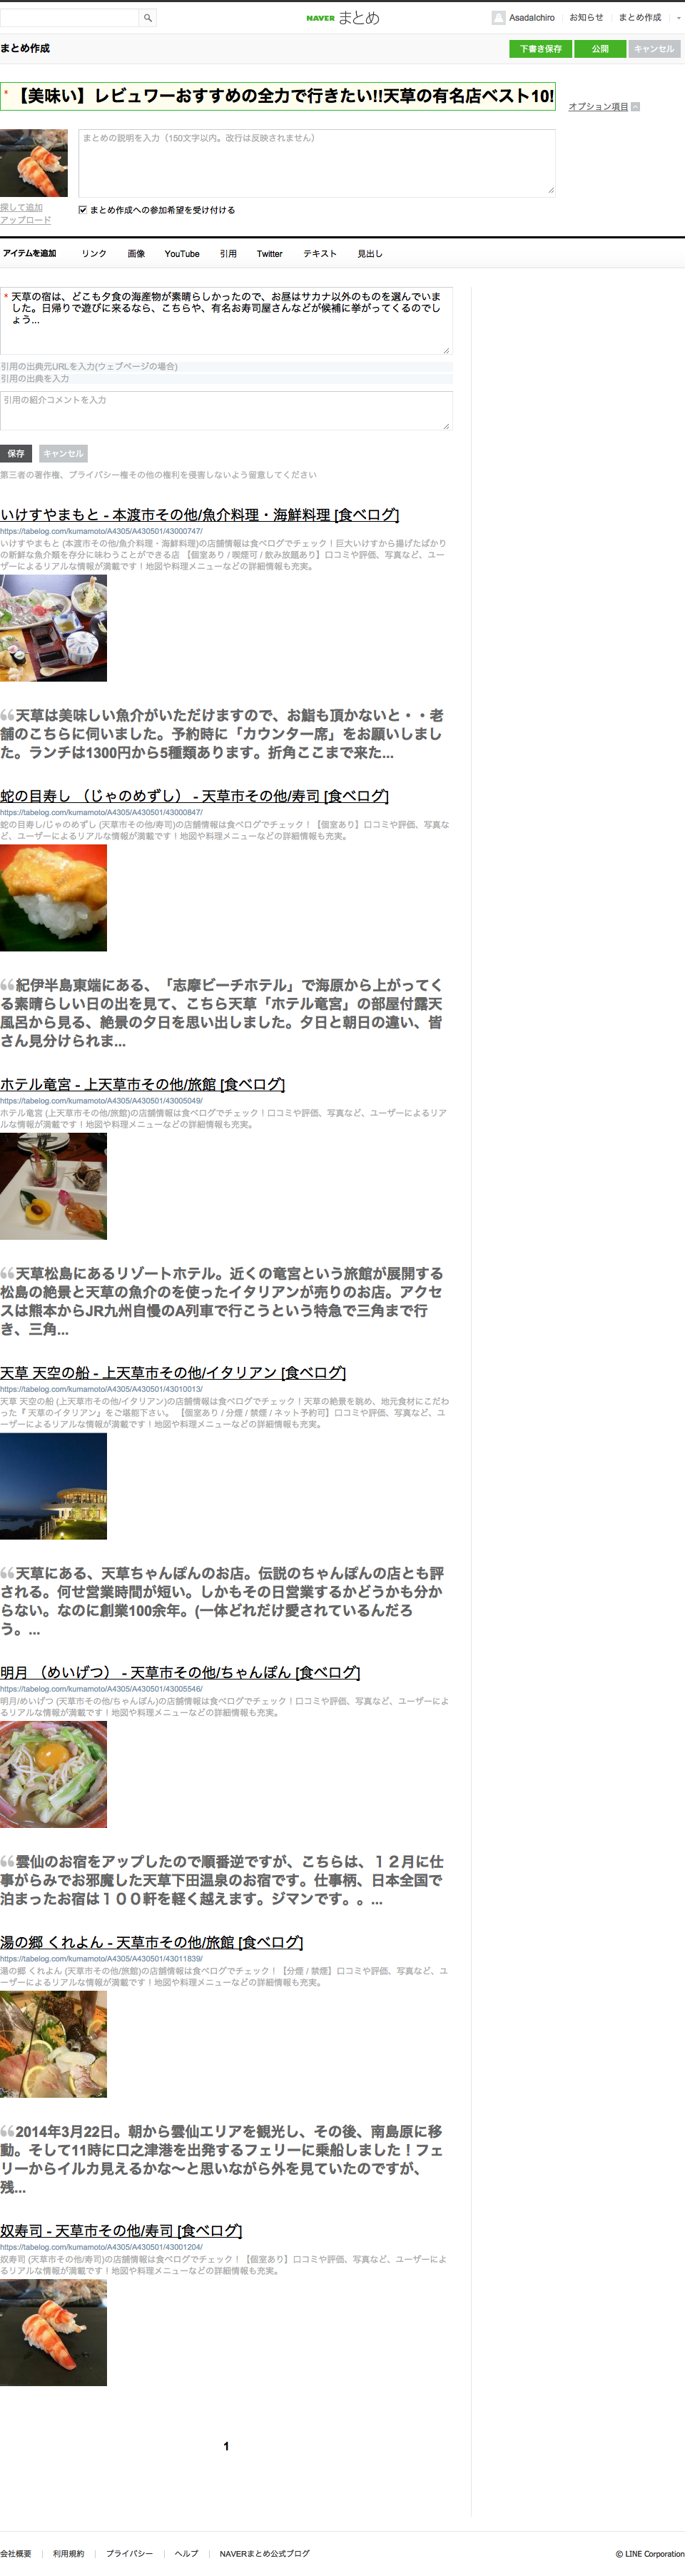 NAVER まとめ
AsadaIchiro お知らせ まとめ作成
まとめ作成
下書き保存 公開 キャンセル
* 【美味い】レビュワーおすすめの全力で行きたい!!天草の有名店ベスト10!
オプション項目
まとめの説明を入力（150文字以内。改行は反映されません）
探して追加
アップロード
まとめ作成への参加希望を受け付ける
アイテムを追加 リンク 画像 YouTube 引用 Twitter テキスト 見出し
* 天草の宿は、どこも夕食の海産物が素晴らしかったので、お昼はサカナ以外のものを選んでいま
した。日帰りで遊びに来るなら、こちらや、有名お寿司屋さんなどが候補に挙がってくるのでし
ょう...
引用の出典元URLを入力(ウェブページの場合)
引用の出典を入力
引用の紹介コメントを入力
保存 キャンセル
第三者の著作権、プライバシー権その他の権利を侵害しないよう留意してください
いけすやまもと - 本渡市その他/魚介料理・海鮮料理 [食べログ]
https://tabelog.com/kumamoto/A4305/A430501/43000747/
いけすやまもと (本渡市その他/魚介料理・海鮮料理)の店舗情報は食べログでチェック！巨大いけすから揚げたばかり
の新鮮な魚介類を存分に味わうことができる店 【個室あり / 喫煙可 / 飲み放題あり】口コミや評価、写真など、ユー
ザーによるリアルな情報が満載です！地図や料理メニューなどの詳細情報も充実。
天草は美味しい魚介がいただけますので、お鮨も頂かないと・・老
舗のこちらに伺いました。予約時に「カウンター席」をお願いしまし
た。ランチは1300円から5種類あります。折角ここまで来た...
蛇の目寿し （じゃのめずし） - 天草市その他/寿司 [食べログ]
https://tabelog.com/kumamoto/A4305/A430501/43000847/
蛇の目寿し/じゃのめずし (天草市その他/寿司)の店舗情報は食べログでチェック！【個室あり】口コミや評価、写真な
ど、ユーザーによるリアルな情報が満載です！地図や料理メニューなどの詳細情報も充実。
紀伊半島東端にある、「志摩ビーチホテル」で海原から上がってく
る素晴らしい日の出を見て、こちら天草「ホテル竜宮」の部屋付露天
風呂から見る、絶景の夕日を思い出しました。夕日と朝日の違い、皆
さん見分けられま...
ホテル竜宮 - 上天草市その他/旅館 [食べログ]
https://tabelog.com/kumamoto/A4305/A430501/43005049/
ホテル竜宮 (上天草市その他/旅館)の店舗情報は食べログでチェック！口コミや評価、写真など、ユーザーによるリア
ルな情報が満載です！地図や料理メニューなどの詳細情報も充実。
天草松島にあるリゾートホテル。近くの竜宮という旅館が展開する
松島の絶景と天草の魚介のを使ったイタリアンが売りのお店。アクセ
スは熊本からJR九州自慢のA列車で行こうという特急で三角まで行
き、三角...
天草 天空の船 - 上天草市その他/イタリアン [食べログ]
https://tabelog.com/kumamoto/A4305/A430501/43010013/
天草 天空の船 (上天草市その他/イタリアン)の店舗情報は食べログでチェック！天草の絶景を眺め、地元食材にこだわ
った『 天草のイタリアン』をご堪能下さい。 【個室あり / 分煙 / 禁煙 / ネット予約可】口コミや評価、写真など、ユ
ーザーによるリアルな情報が満載です！地図や料理メニューなどの詳細情報も充実。
天草にある、天草ちゃんぽんのお店。伝説のちゃんぽんの店とも評
される。何せ営業時間が短い。しかもその日営業するかどうかも分か
らない。なのに創業100余年。(一体どれだけ愛されているんだろ
う。...
明月 （めいげつ） - 天草市その他/ちゃんぽん [食べログ]
https://tabelog.com/kumamoto/A4305/A430501/43005546/
明月/めいげつ (天草市その他/ちゃんぽん)の店舗情報は食べログでチェック！口コミや評価、写真など、ユーザーによ
るリアルな情報が満載です！地図や料理メニューなどの詳細情報も充実。
雲仙のお宿をアップしたので順番逆ですが、こちらは、１２月に仕
事がらみでお邪魔した天草下田温泉のお宿です。仕事柄、日本全国で
泊まったお宿は１００軒を軽く越えます。ジマンです。。...
湯の郷 くれよん - 天草市その他/旅館 [食べログ]
https://tabelog.com/kumamoto/A4305/A430501/43011839/
湯の郷 くれよん (天草市その他/旅館)の店舗情報は食べログでチェック！【分煙 / 禁煙】口コミや評価、写真など、ユ
ーザーによるリアルな情報が満載です！地図や料理メニューなどの詳細情報も充実。
2014年3月22日。朝から雲仙エリアを観光し、その後、南島原に移
動。そして11時に口之津港を出発するフェリーに乗船しました！フェ
リーからイルカ見えるかな〜と思いながら外を見ていたのですが、
残...
奴寿司 - 天草市その他/寿司 [食べログ]
https://tabelog.com/kumamoto/A4305/A430501/43001204/
奴寿司 (天草市その他/寿司)の店舗情報は食べログでチェック！【個室あり】口コミや評価、写真など、ユーザーによ
るリアルな情報が満載です！地図や料理メニューなどの詳細情報も充実。
1
会社概要 利用規約 プライバシー ヘルプ NAVERまとめ公式ブログ © LINE Corporation